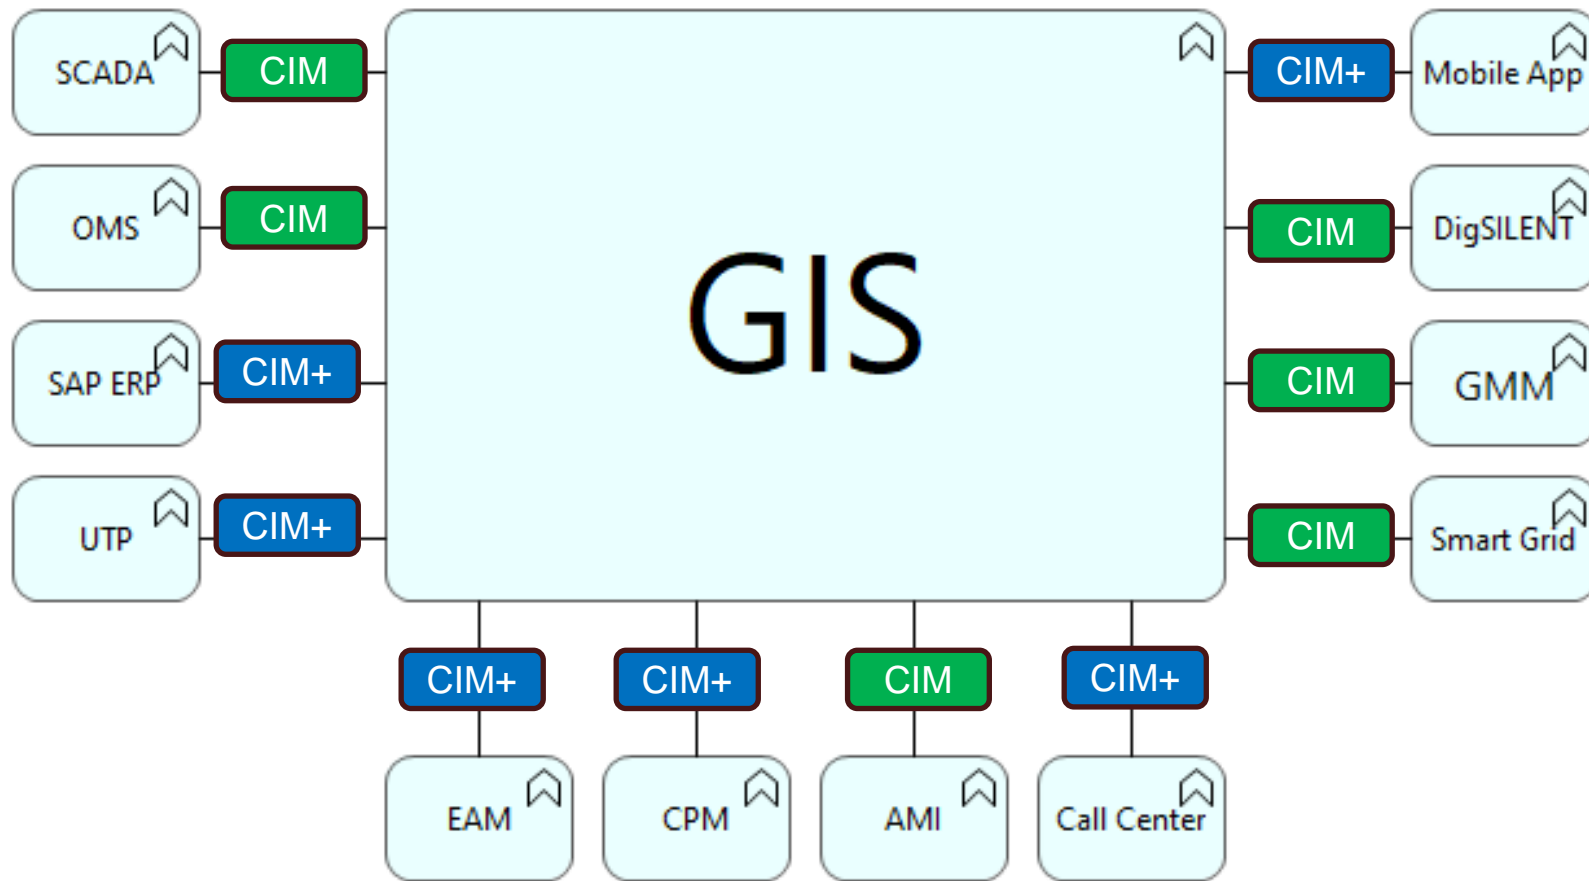 SCADA
CIM
GIS
CIM+
Mobile App
OMS
CIM
CIM
DigSILENT
SAP ERP
CIM+
CIM
GMM
UTP
CIM+
CIM
Smart Grid
CIM+
CIM+
CIM
CIM+
EAM
CPM
AMI
Call Center